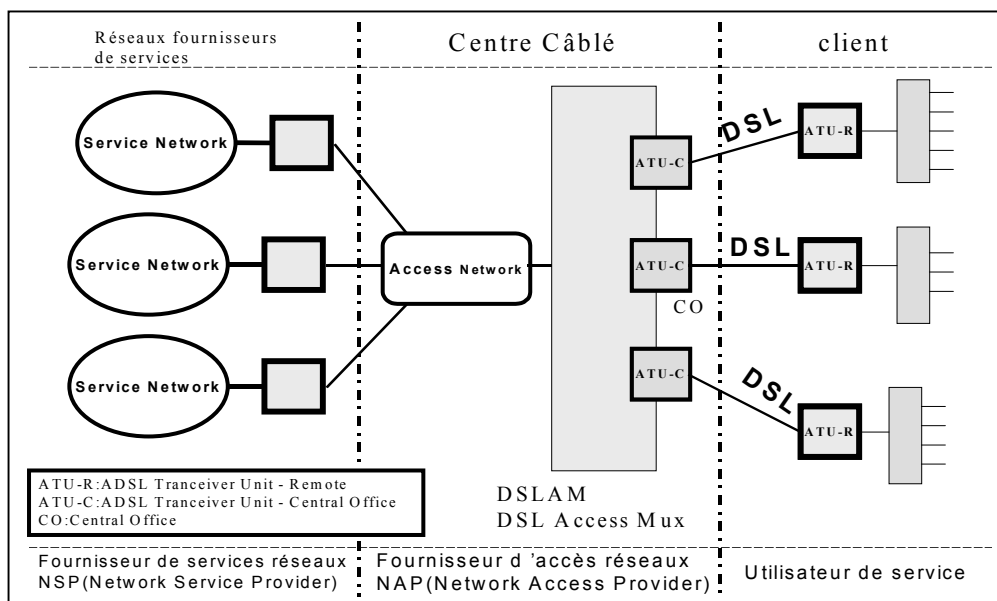 Réseaux fournisseurs
de services
Centre Câblé
client
Service Network
Service Network
Service Network
Access Network
ATU-C
ATU-C
CO
ATU-C
DSL
DSL
DSL
ATU-R
ATU-R
ATU-R
ATU-R:ADSL Tranceiver Unit - Remote
ATU-C:ADSL Tranceiver Unit - Central Office
CO:Central Office
DSLAM
DSL Access Mux
Fournisseur de services réseaux
NSP(Network Service Provider)
Fournisseur d 'accès réseaux
NAP(Network Access Provider)
Utilisateur de service